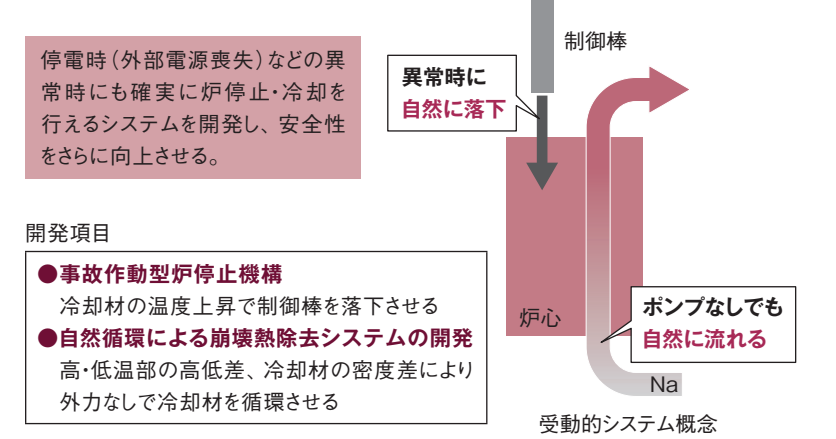 停電時（外部電源喪失）などの異
常時にも確実に炉停止・冷却を
行えるシステムを開発し、安全性
をさらに向上させる。
開発項目
●事故作動型炉停止機構
冷却材の温度上昇で制御棒を落下させる
●自然循環による崩壊熱除去システムの開発
高・低温部の高低差、冷却材の密度差により
外力なしで冷却材を循環させる
制御棒
異常時に
自然に落下
炉心
ポンプなしでも
自然に流れる
Na
受動的システム概念